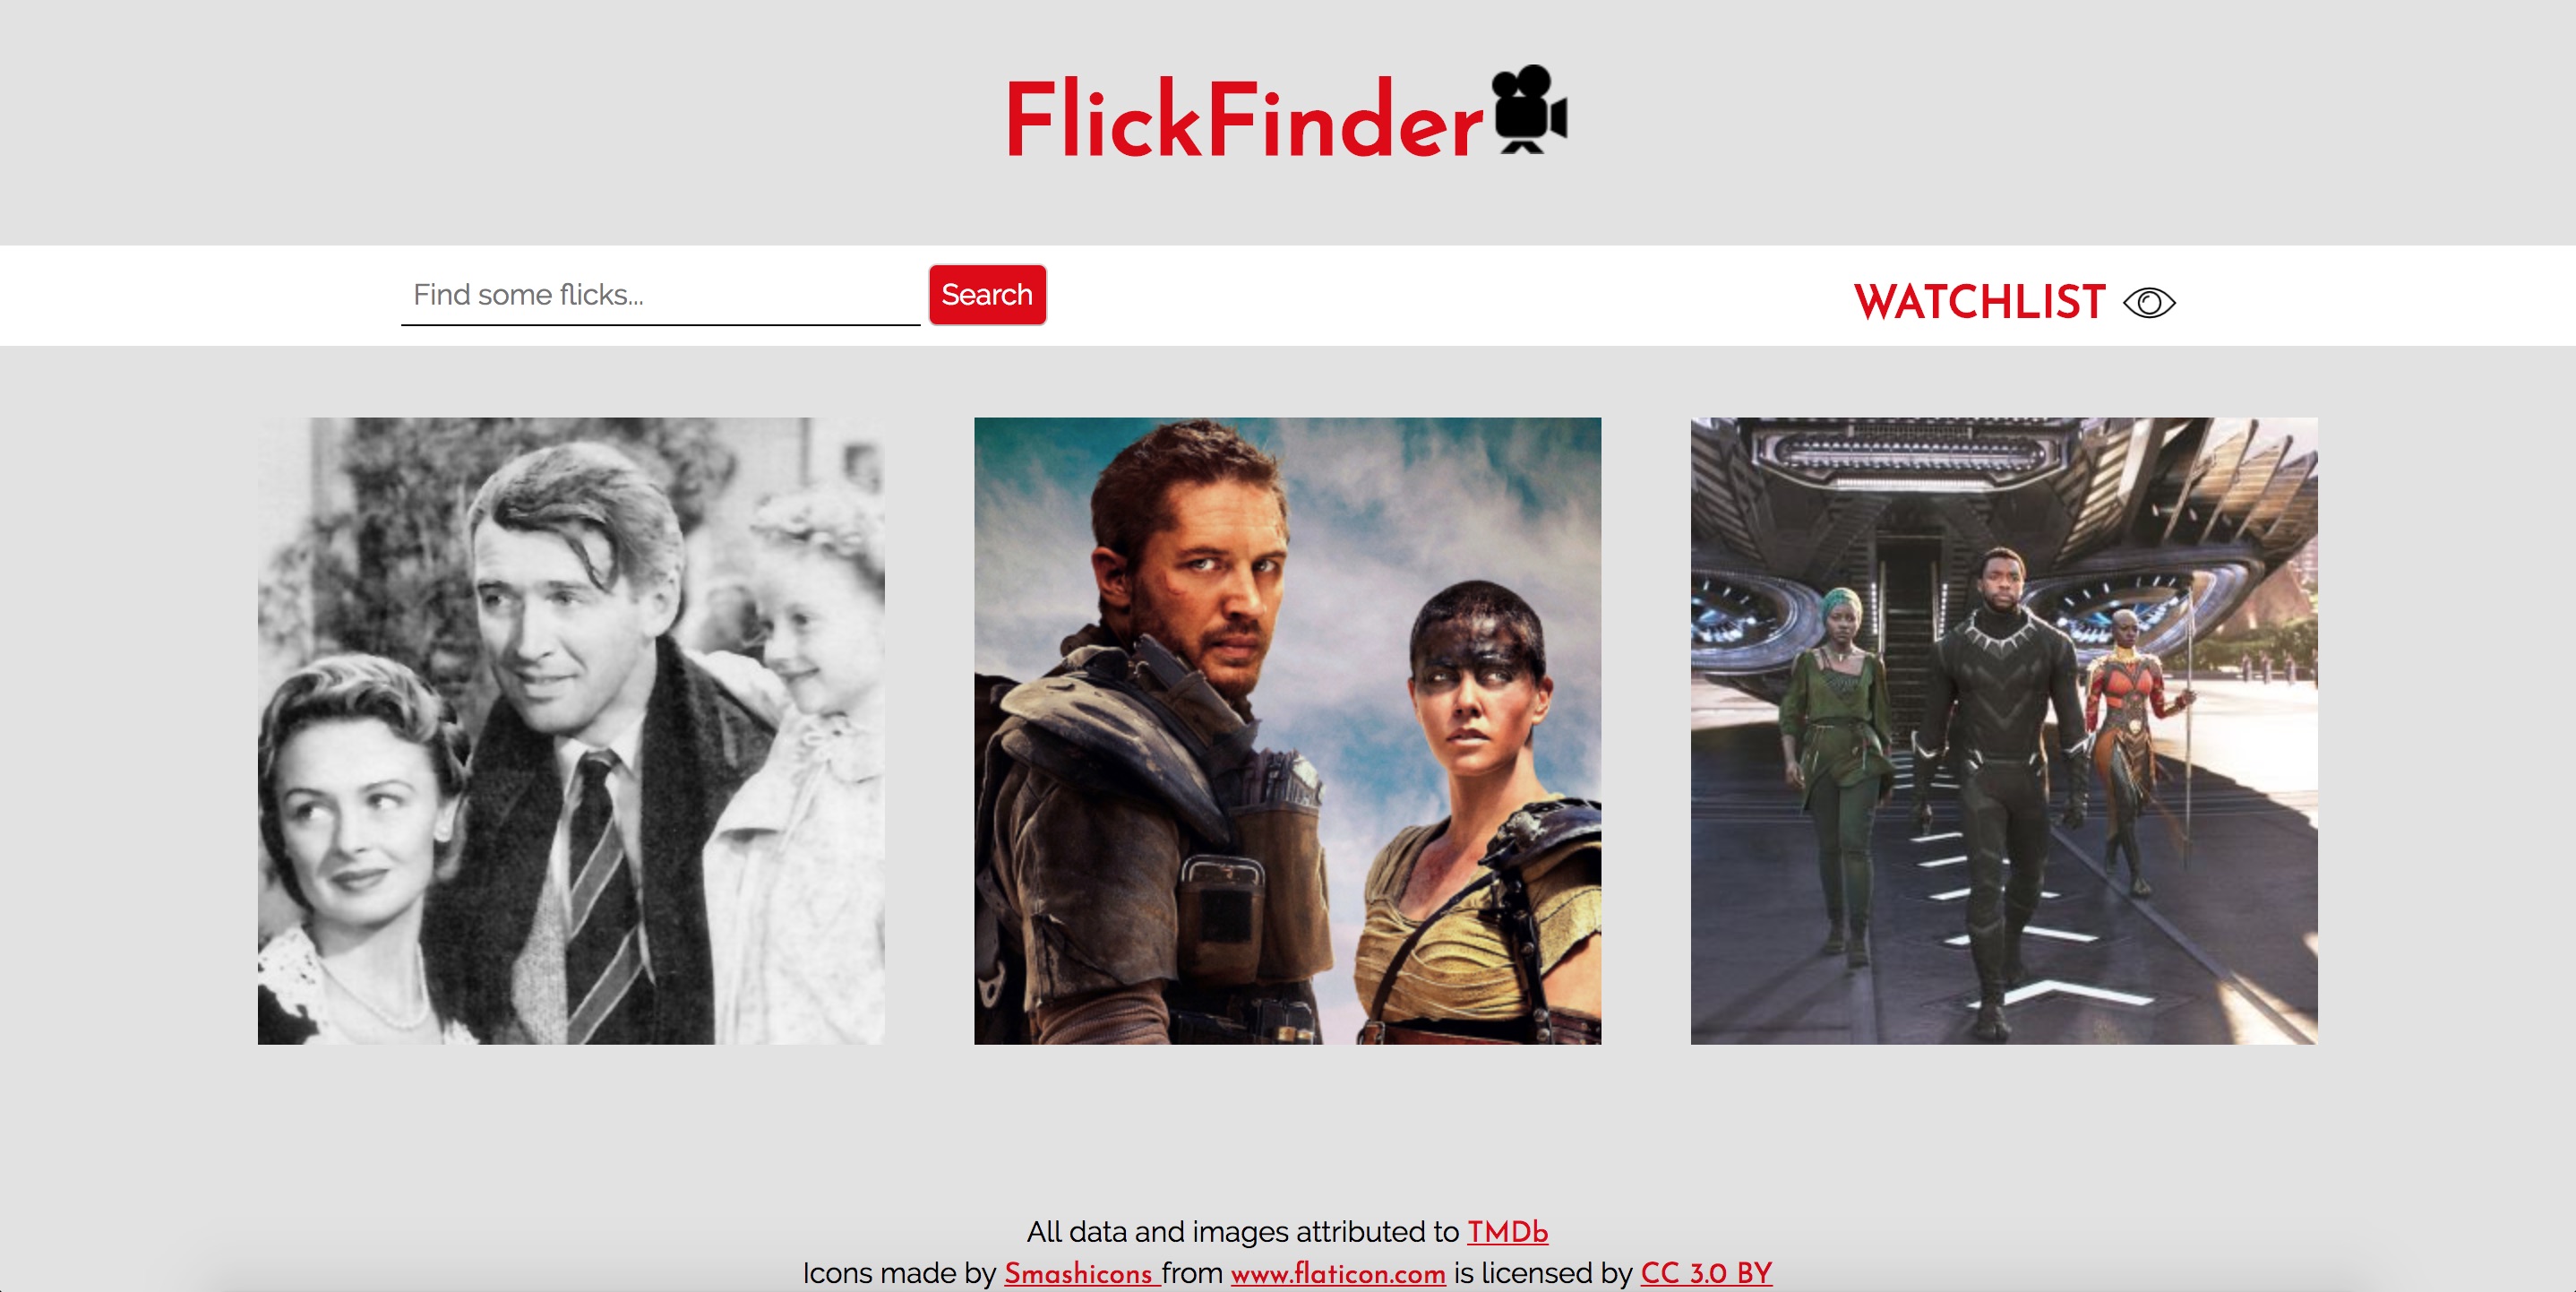 FlickFinder
Find some flicks...
Search
WATCHLIST
All data and images attributed to TMDb
Icons made by Smashicons from www.flaticon.com is licensed by CC 3.0 BY